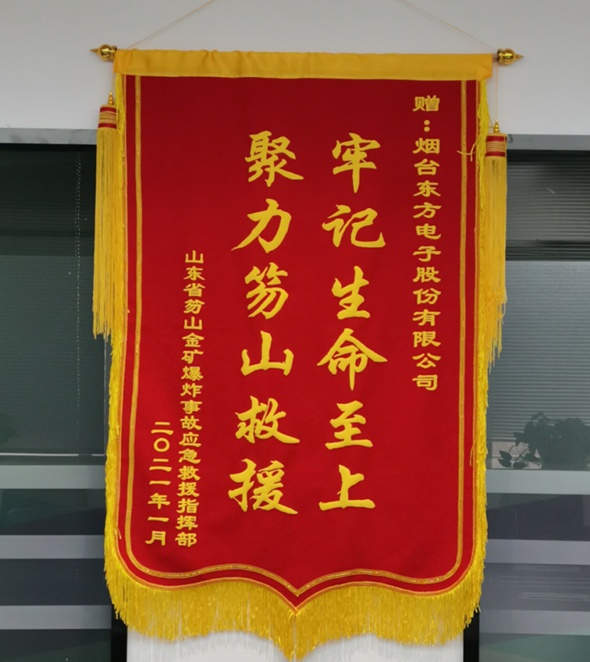 赠：烟台东方电子股份有限公司
牢记生命至上
聚力笏山救援
山东省笏山金矿爆炸事故应急救援指挥部
二〇二一年一月